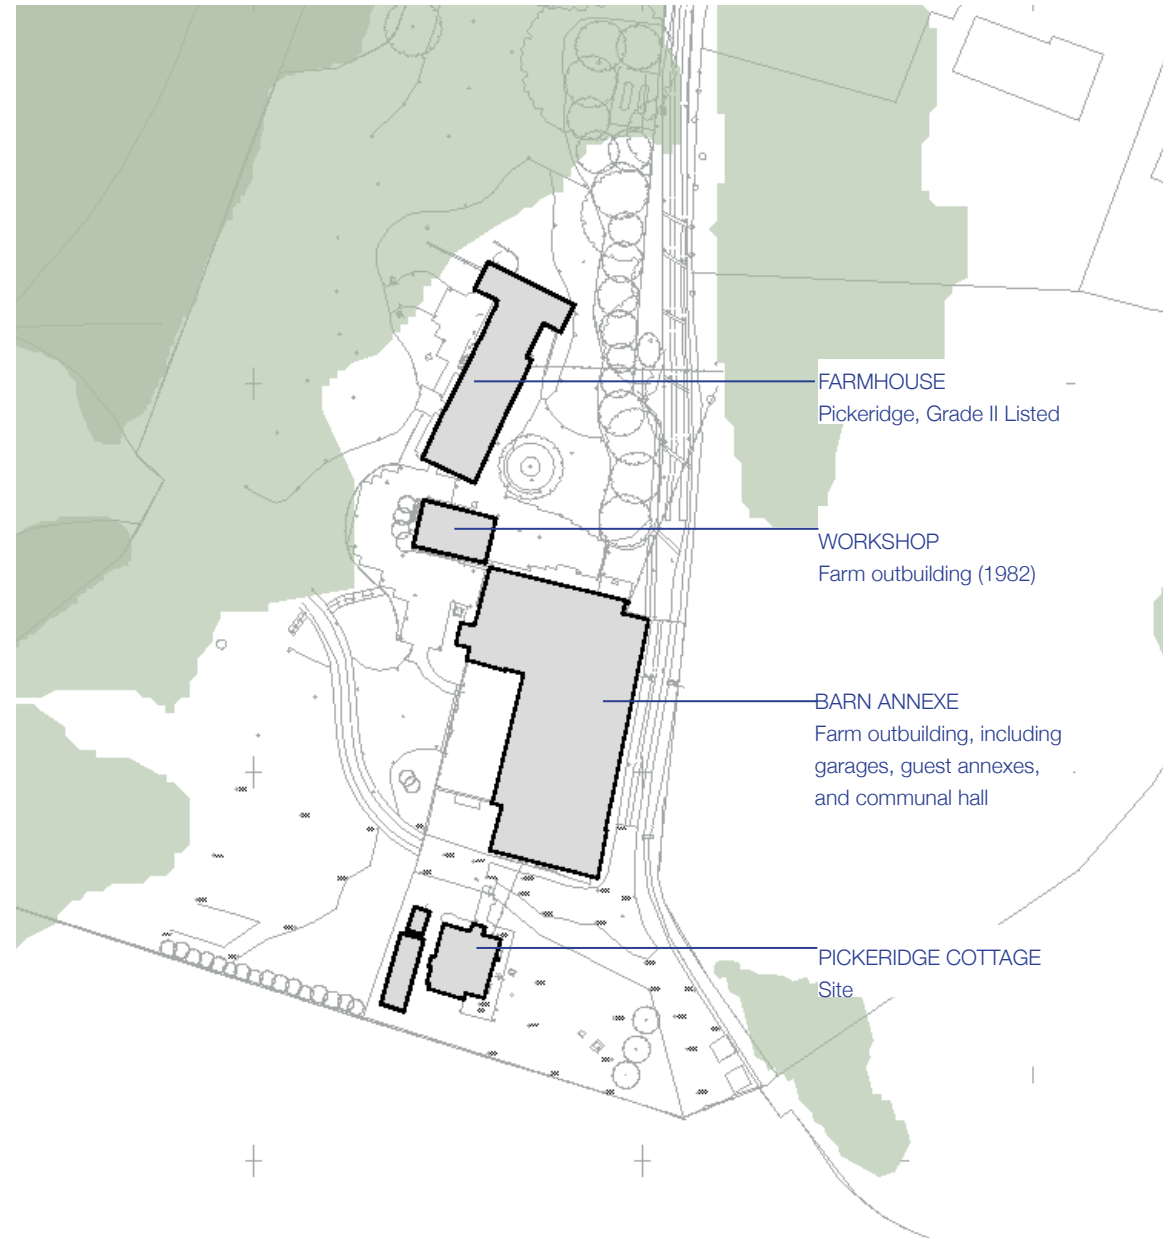 FARMHOUSE
Pickeridge, Grade II Listed
WORKSHOP
Farm outbuilding (1982)
BARN ANNEXE
Farm outbuilding, including
garages, guest annexes,
and communal hall
PICKERIDGE COTTAGE
Site